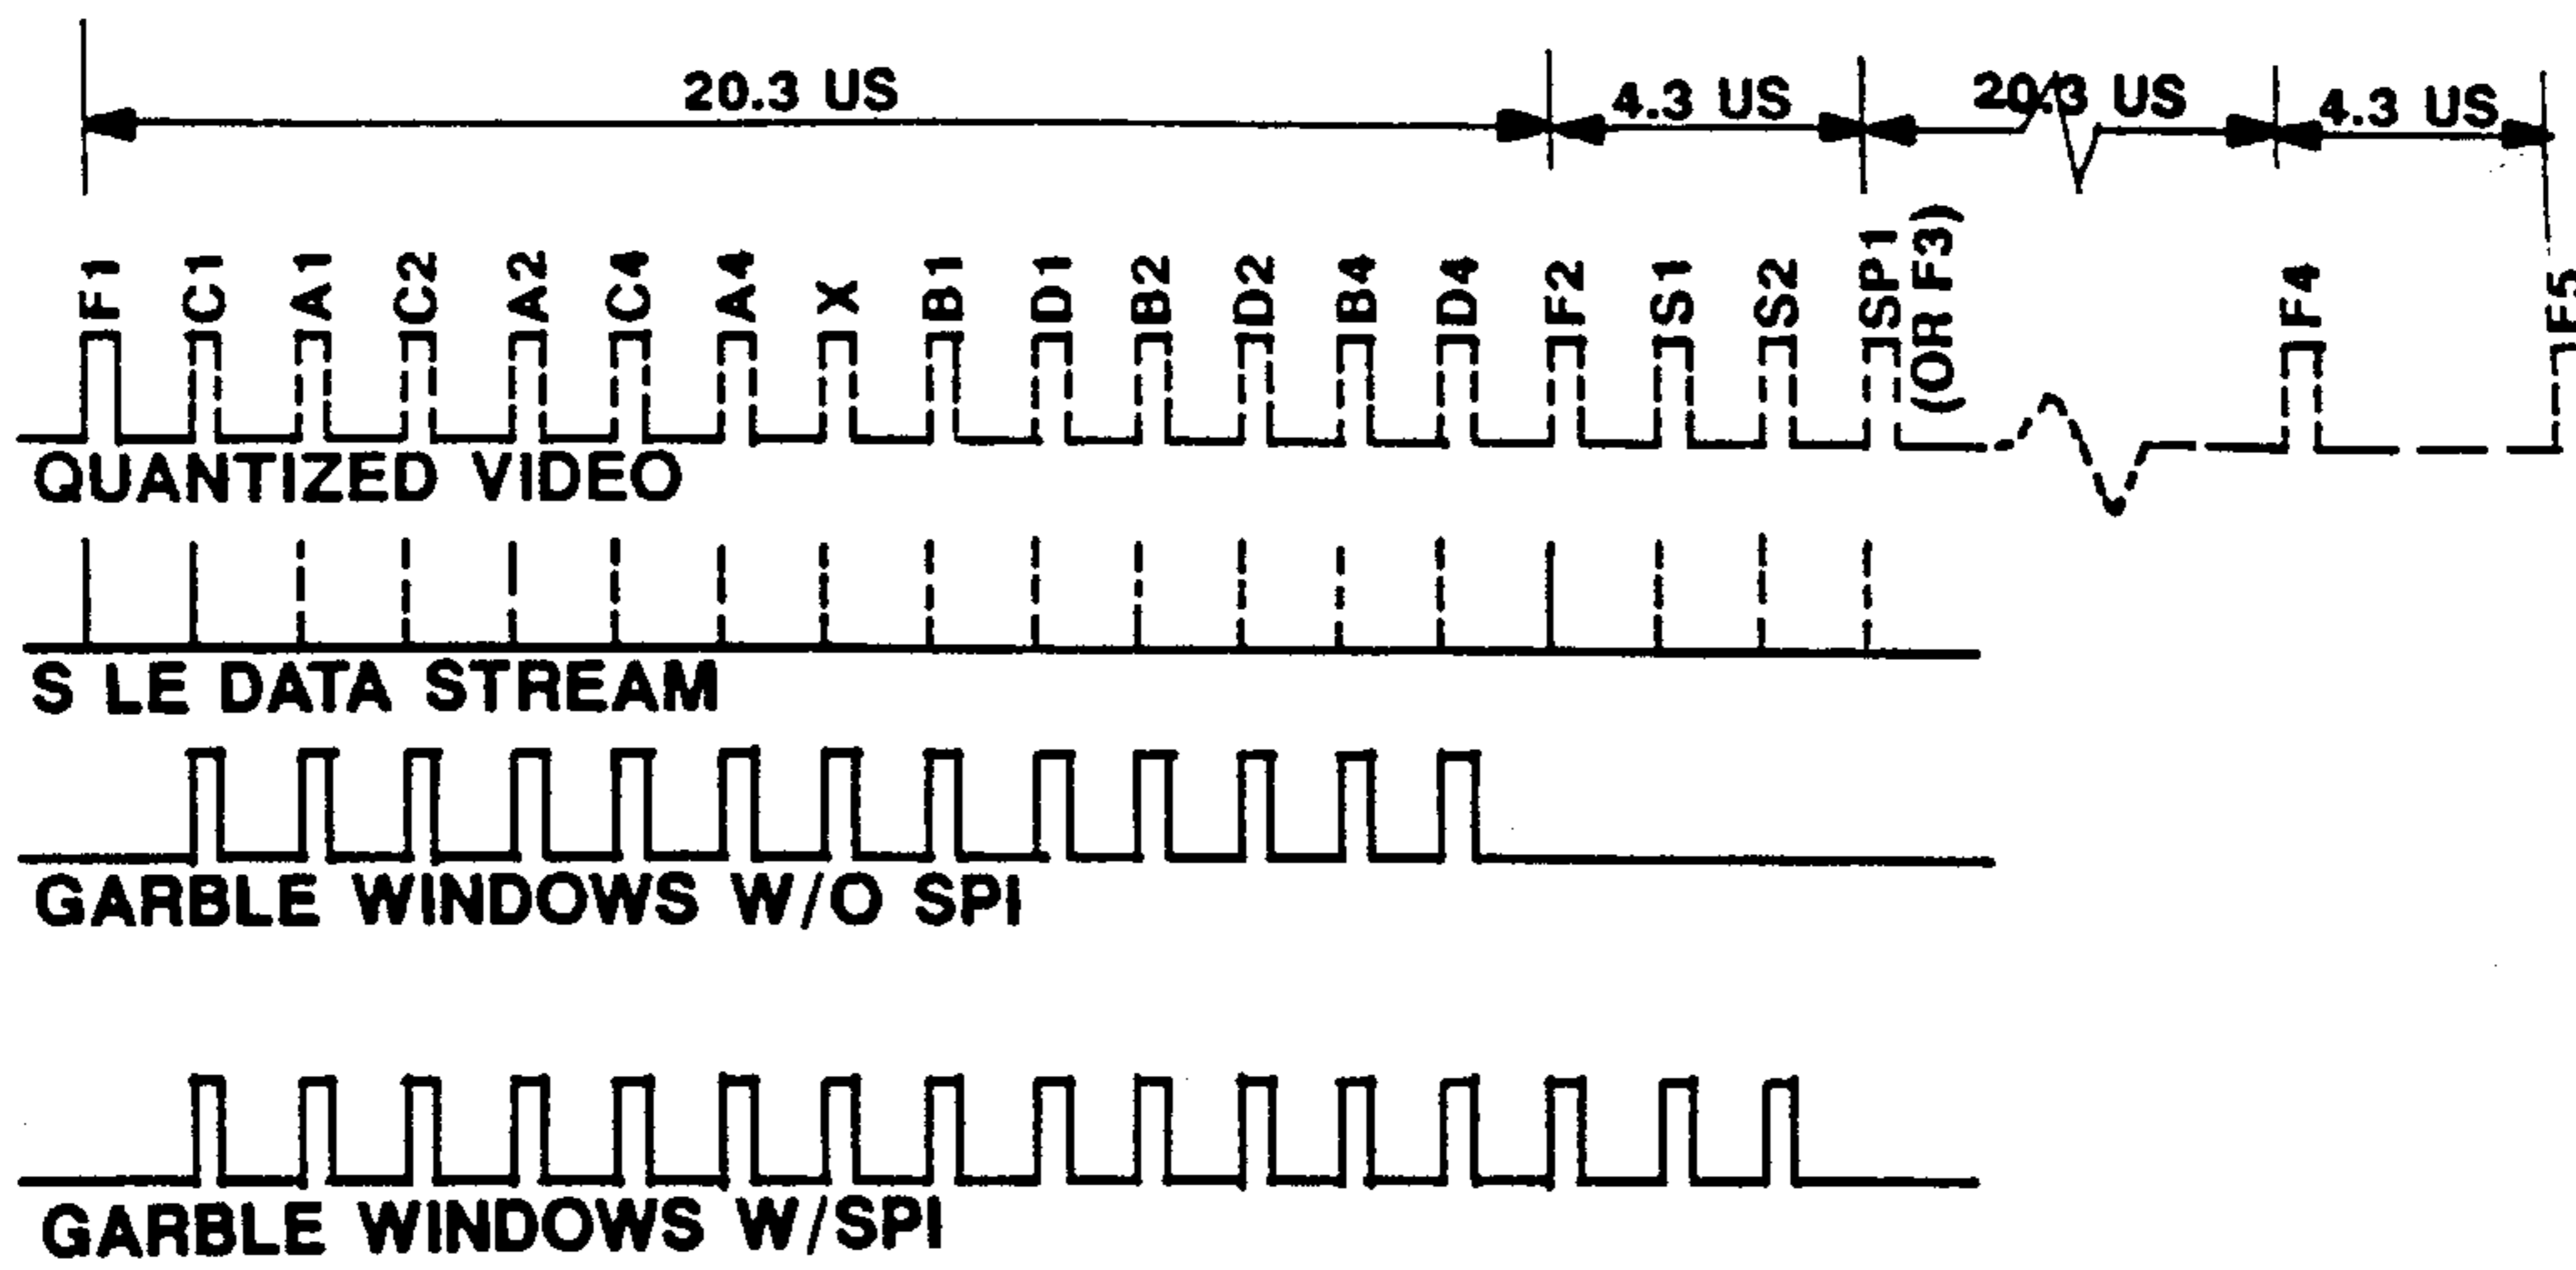 20.3 US 4.3 US 20.3 US 4.3 US
F1 C1 A1 C2 A2 C4 A4 X B1 D1 B2 D2 B4 D4 F2 S1 S2 SP1 (OR F3) F4 F5
QUANTIZED VIDEO
S LE DATA STREAM
GARBLE WINDOWS W/O SPI
GARBLE WINDOWS W/SPI